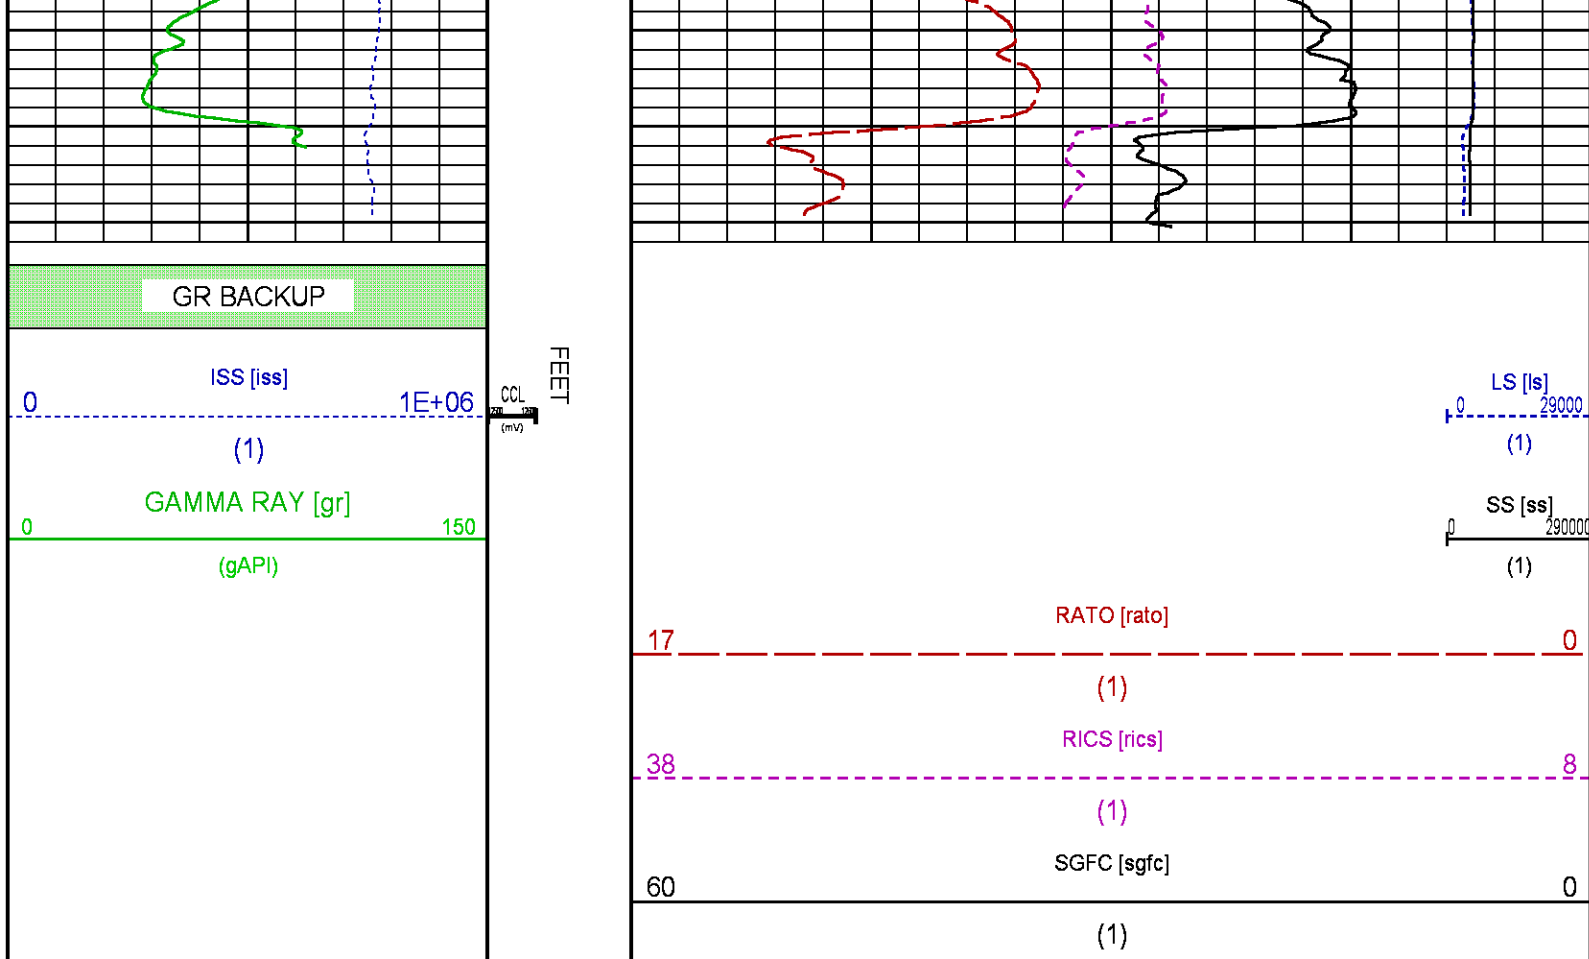 GR BACKUP
FEET
ISS [iss]
0 1E+06
(1)
CCL
(mV)
LS [ls]
0 29000
(1)
GAMMA RAY [gr]
0 150
(gAPI)
SS [ss]
0 290000
(1)
RATO [rato]
17 0
(1)
RICS [rics]
38 8
(1)
SGFC [sgfc]
60 0
(1)